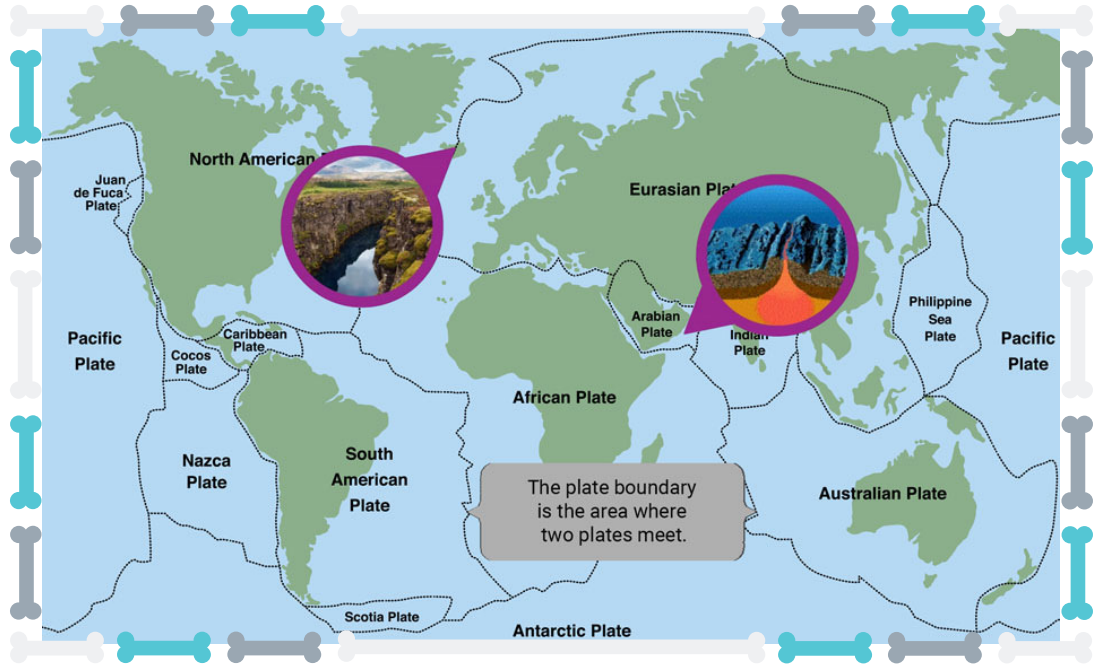 North American
Juan
de Fuca
Plate
Eurasian Plate
Arabian
Plate
Indian
Plate
Philippine
Sea
Plate
Caribbean
Plate
Cocos
Plate
Pacific
Plate
Pacific
Plate
African Plate
Nazca
Plate
South
American
Plate
The plate boundary
is the area where
two plates meet.
Australian Plate
Scotia Plate
Antarctic Plate